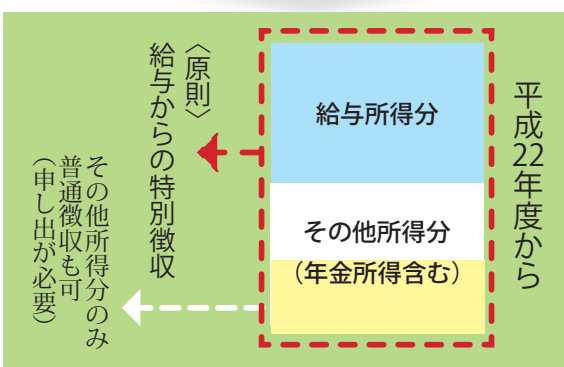 平成22年度から
給与所得分
その他所得分
（年金所得含む）
〈原則〉
給与からの特別徴収
その他所得分のみ
普通徴収も可
（申し出が必要）